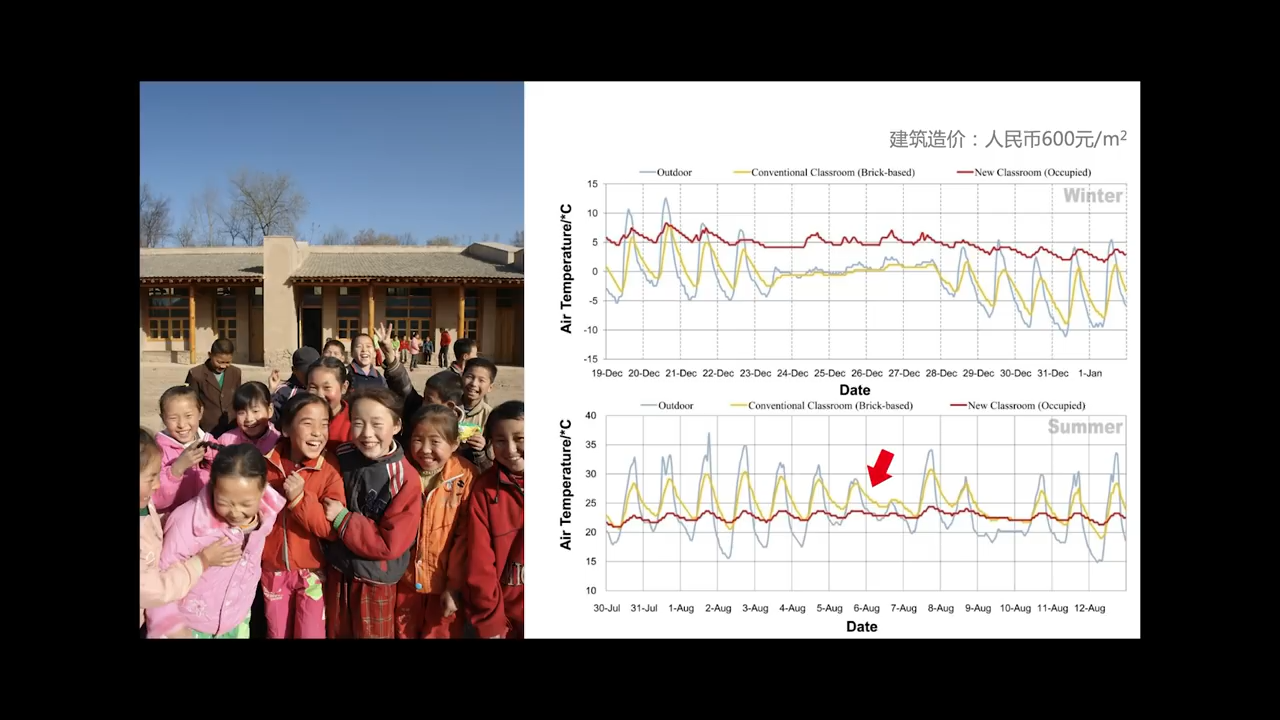 建筑造价：人民币600元/m²
Outdoor Conventional Classroom (Brick-based) New Classroom (Occupied)
Winter
Air Temperature/*C
15
10
5
0
-5
-10
-15
19-Dec 20-Dec 21-Dec 22-Dec 23-Dec 24-Dec 25-Dec 26-Dec 27-Dec 28-Dec 29-Dec 30-Dec 31-Dec 1-Jan
Date
Outdoor Conventional Classroom (Brick-based) New Classroom (Occupied)
Summer
Air Temperature/*C
40
35
30
25
20
15
10
30-Jul 31-Jul 1-Aug 2-Aug 3-Aug 4-Aug 5-Aug 6-Aug 7-Aug 8-Aug 9-Aug 10-Aug 11-Aug 12-Aug
Date